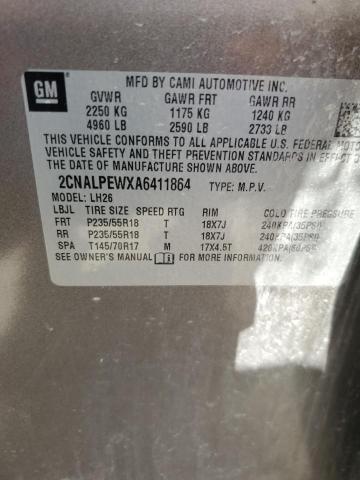 GM
MFD BY CAMI AUTOMOTIVE INC.
GVWR GAWR FRT GAWR RR
2250 KG 1175 KG 1240 KG
4960 LB 2590 LB 2733 LB
THIS VEHICLE CONFORMS TO ALL APPLICABLE U.S. FEDERAL MOTOR
VEHICLE SAFETY, BUMPER, AND THEFT PREVENTION
STANDARDS IN EFFECT ON THE DATE OF MANUFACTURE
SHOWN ABOVE.
2CNALPEWXA6411864 TYPE: M.P.V.
MODEL: LH26
LBJL TIRE SIZE SPEED RTG RIM COLD TIRE PRESSURE
FRT P235/55R18 T 18X7J 240KPA(35PSI)
RR P235/55R18 T 18X7J 240KPA(35PSI)
SPA T145/70R17 M 17X4.5T 420KPA(60PSI)
SEE OWNER'S MANUAL FOR ADDITIONAL INFORMATION.